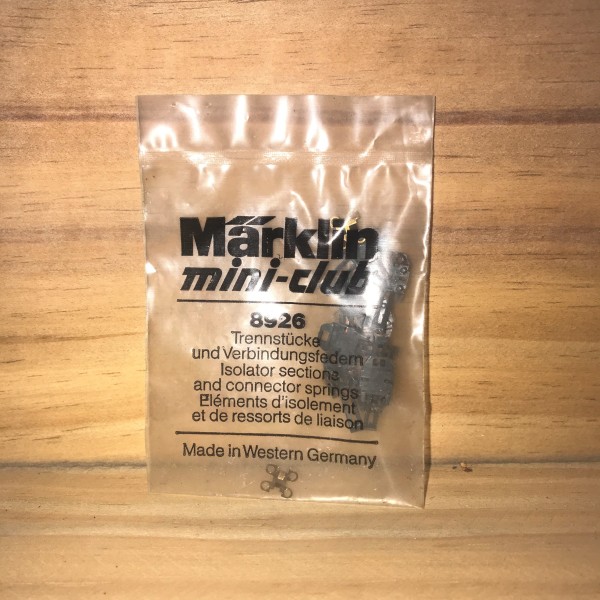 Märklin
mini-club
8926
Trennstücke
und Verbindungsfedern
Isolator sections
and connector springs
Eléments d'isolement
et de ressorts de liaison
Made in Western Germany